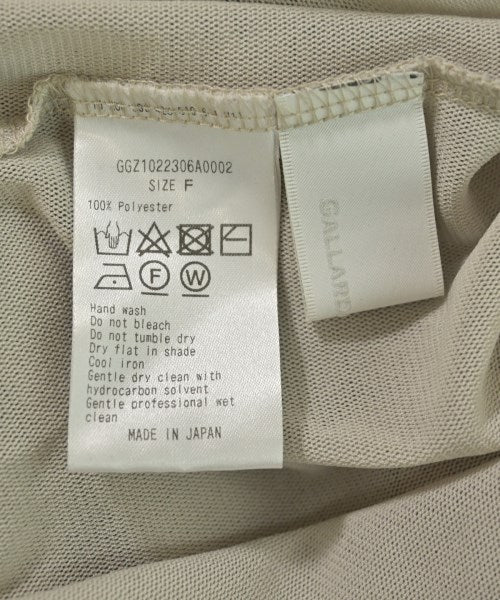 GGZ1022306A0002
SIZE F
100% Polyester
F
W
Hand wash
Do not bleach
Do not tumble dry
Dry flat in shade
Cool iron
Gentle dry clean with
hydrocarbon solvent
Gentle professional wet
clean
MADE IN JAPAN